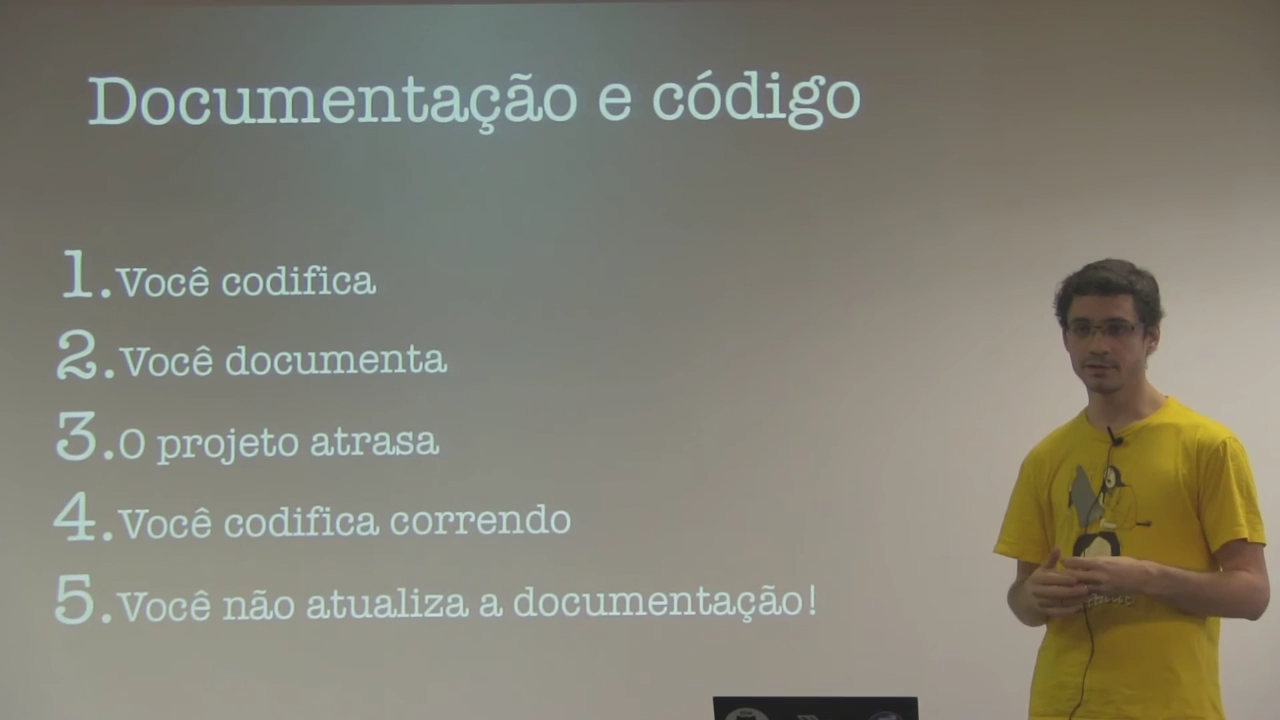 Documentação e código
1. Você codifica
2. Você documenta
3. O projeto atrasa
4. Você codifica correndo
5. Você não atualiza a documentação!